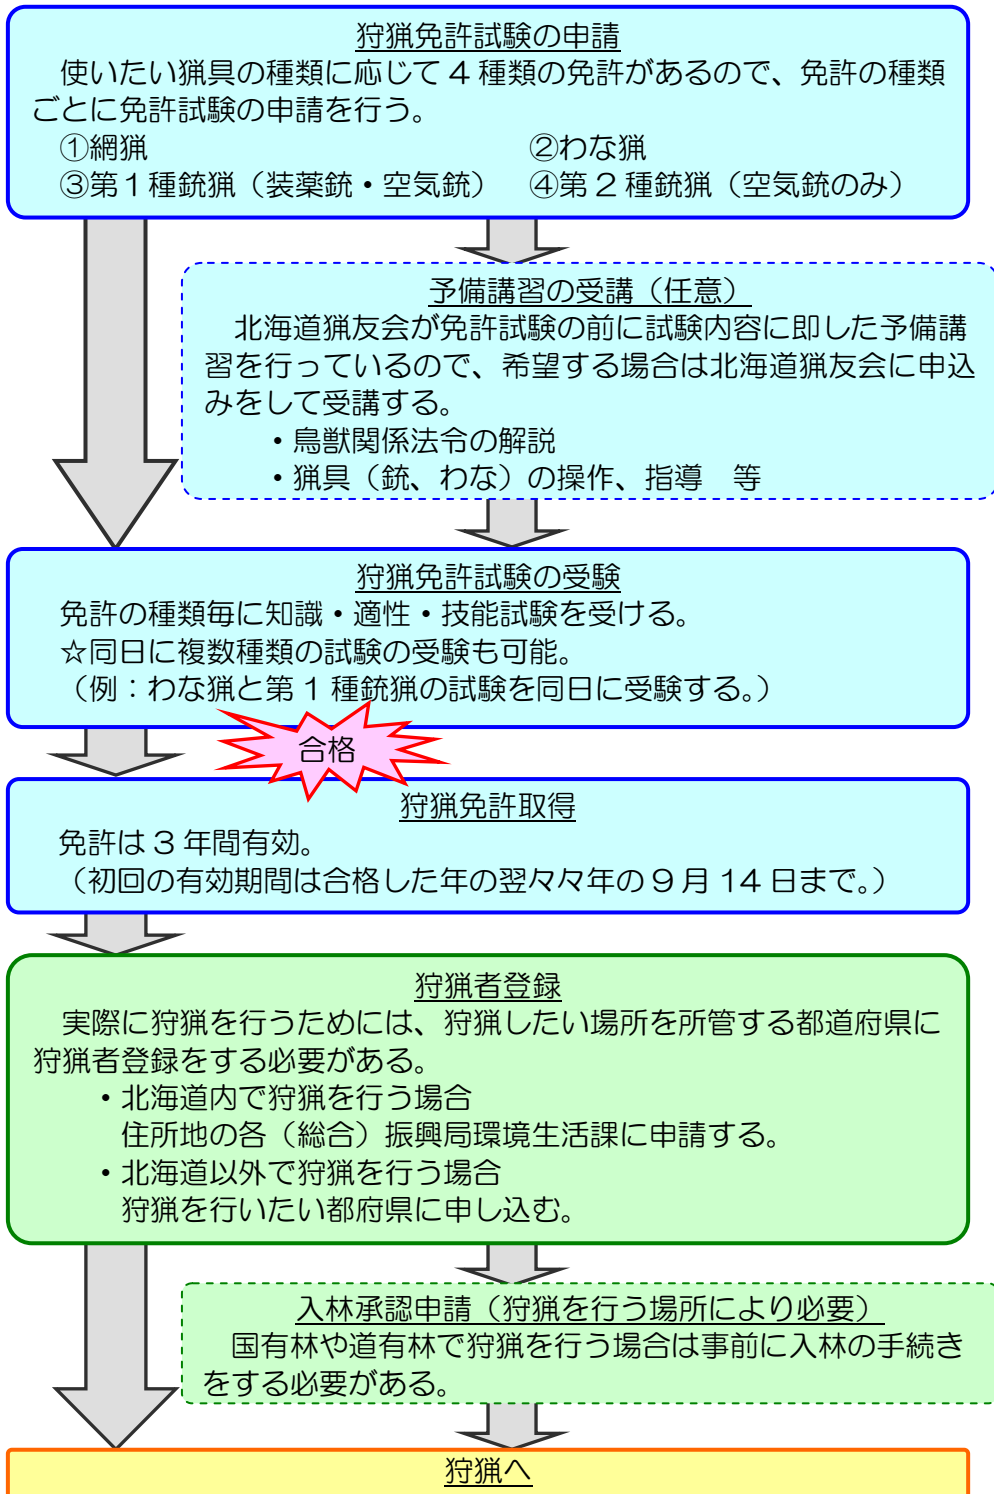 狩猟免許試験の申請
使いたい猟具の種類に応じて4種類の免許があるので、免許の種類
ごとに免許試験の申請を行う。
①網猟 ②わな猟
③第1種銃猟（装薬銃・空気銃） ④第2種銃猟（空気銃のみ）
予備講習の受講（任意）
北海道猟友会が免許試験の前に試験内容に即した予備講
習を行っているので、希望する場合は北海道猟友会に申込
みをして受講する。
・鳥獣関係法令の解説
・猟具（銃、わな）の操作、指導　等
狩猟免許試験の受験
免許の種類毎に知識・適性・技能試験を受ける。
☆同日に複数種類の試験の受験も可能。
（例：わな猟と第1種銃猟の試験を同日に受験する。）
合格
狩猟免許取得
免許は3年間有効。
（初回の有効期間は合格した年の翌々々年の9月14日まで。）
狩猟者登録
実際に狩猟を行うためには、狩猟したい場所を所管する都道府県に
狩猟者登録をする必要がある。
・北海道内で狩猟を行う場合
住所地の各（総合）振興局環境生活課に申請する。
・北海道以外で狩猟を行う場合
狩猟を行いたい都府県に申し込む。
入林承認申請（狩猟を行う場所により必要）
国有林や道有林で狩猟を行う場合は事前に入林の手続き
をする必要がある。
狩猟へ